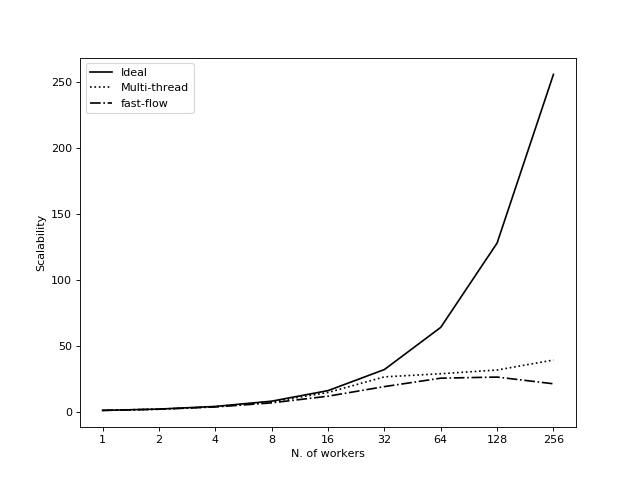 Ideal
Multi-thread
fast-flow
250
200
150
100
50
0
Scalability
1 2 4 8 16 32 64 128 256
N. of workers